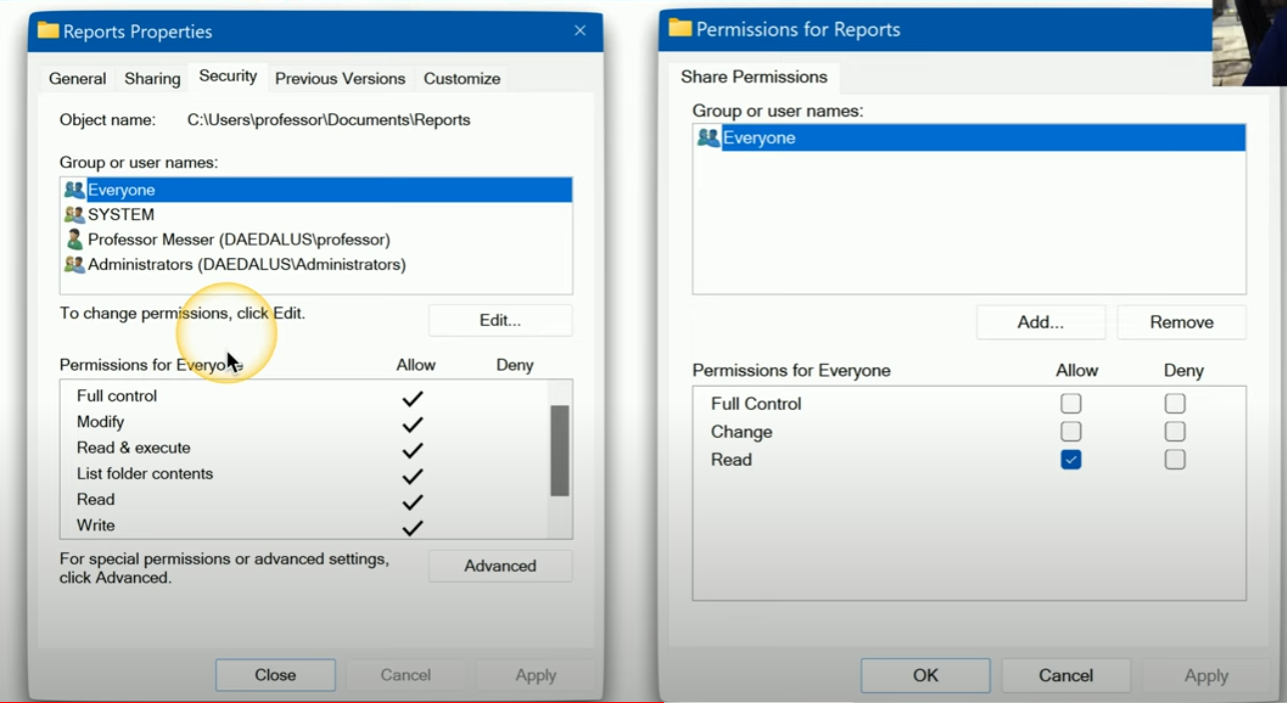 Reports Properties
General Sharing Security Previous Versions Customize
Object name: C:\Users\professor\Documents\Reports
Group or user names:
Everyone
SYSTEM
Professor Messer (DAEDALUS\professor)
Administrators (DAEDALUS\Administrators)
To change permissions, click Edit.
Edit...
Permissions for Everyone Allow Deny
Full control
Modify
Read & execute
List folder contents
Read
Write
For special permissions or advanced settings,
click Advanced.
Advanced
Close Cancel Apply
Permissions for Reports
Share Permissions
Group or user names:
Everyone
Add... Remove
Permissions for Everyone Allow Deny
Full Control
Change
Read
OK Cancel Apply